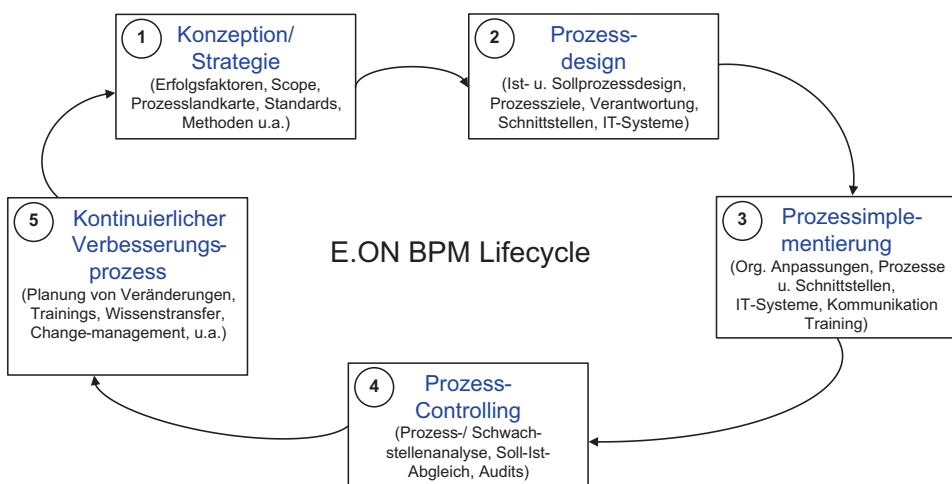 1
Konzeption/
Strategie
(Erfolgsfaktoren, Scope,
Prozesslandkarte, Standards,
Methoden u.a.)
2
Prozess-
design
(Ist- u. Sollprozessdesign,
Prozessziele, Verantwortung,
Schnittstellen, IT-Systeme)
3
Prozessimple-
mentierung
(Org. Anpassungen, Prozesse
u. Schnittstellen,
IT-Systeme, Kommunikation
Training)
E.ON BPM Lifecycle
4
Prozess-
Controlling
(Prozess-/ Schwach-
stellenanalyse, Soll-Ist-
Abgleich, Audits)
5
Kontinuierlicher
Verbesserungs-
prozess
(Planung von Veränderungen,
Trainings, Wissenstransfer,
Change-management, u.a.)